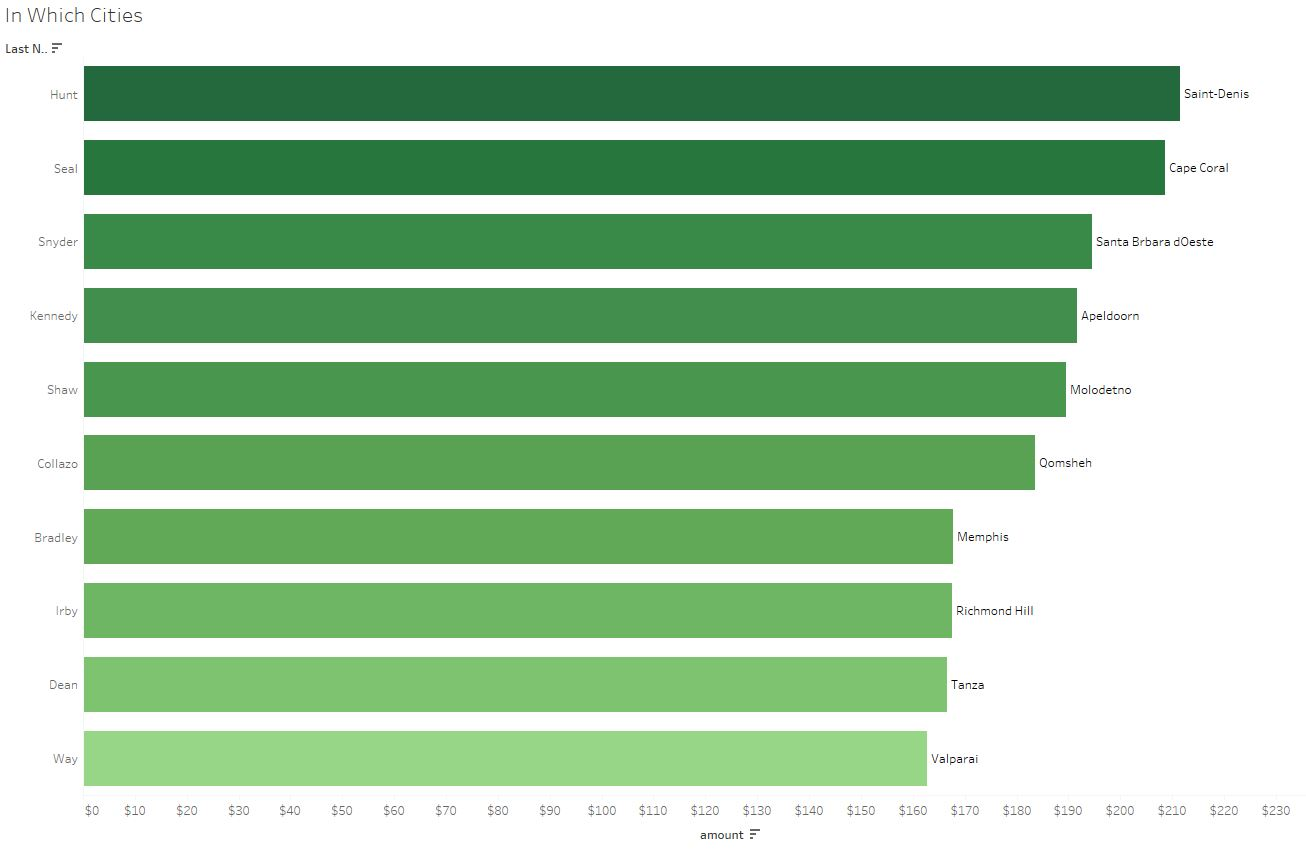 In Which Cities
Last N..
Hunt Saint-Denis
Seal Cape Coral
Snyder Santa Brbara dOeste
Kennedy Apeldoorn
Shaw Molodetno
Collazo Qomsheh
Bradley Memphis
Irby Richmond Hill
Dean Tanza
Way Valparai
$0 $10 $20 $30 $40 $50 $60 $70 $80 $90 $100 $110 $120 $130 $140 $150 $160 $170 $180 $190 $200 $210 $220 $230
amount